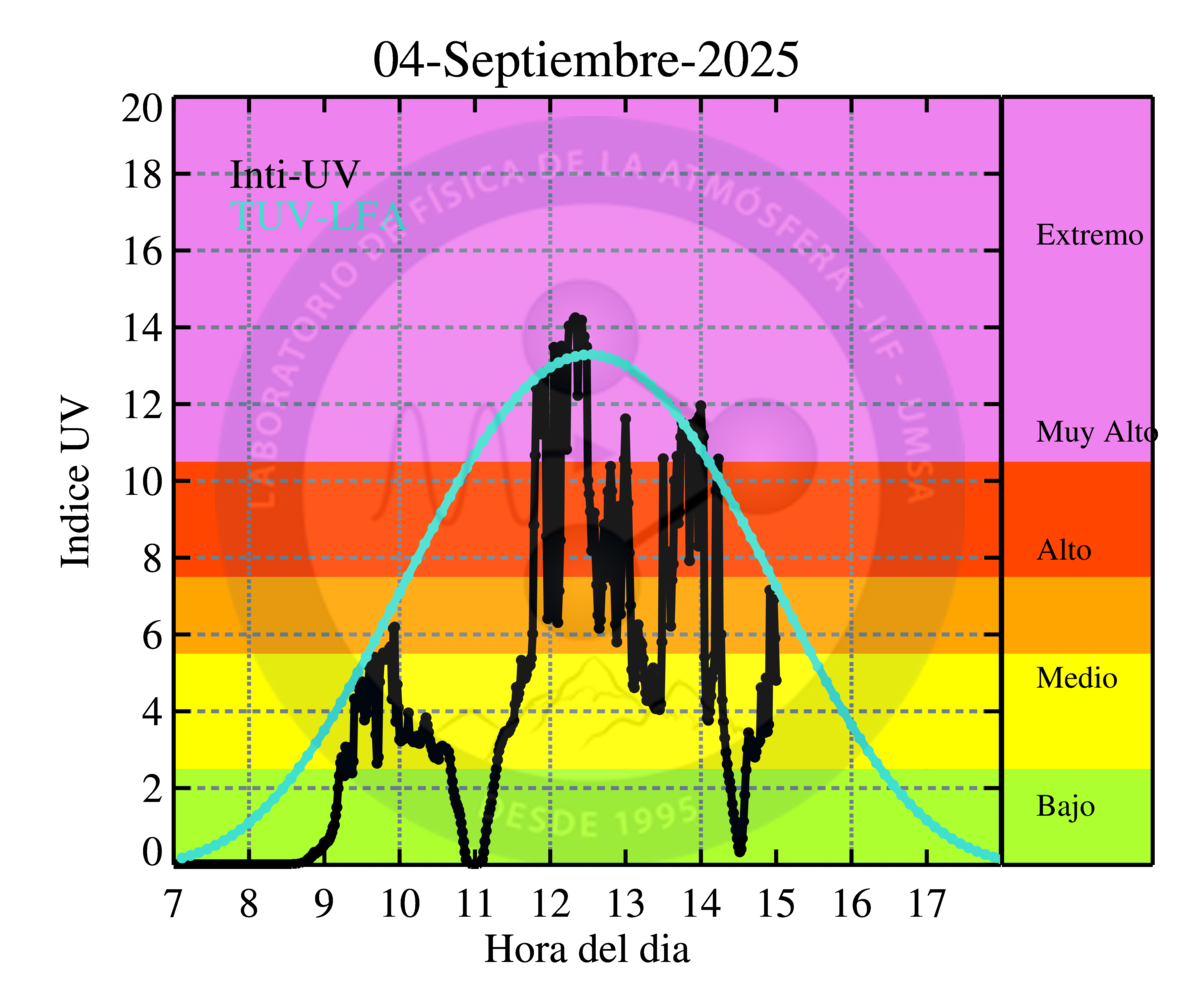 04-Septiembre-2025
20
18
16
14
12
10
8
6
4
2
0
Indice UV
Inti-UV
TUV-LFA
LABORATORIO DE FÍSICA DE LA ATMÓSFERA - IIF - UMSA
DESDE 1995
Extremo
Muy Alto
Alto
Medio
Bajo
7 8 9 10 11 12 13 14 15 16 17
Hora del dia